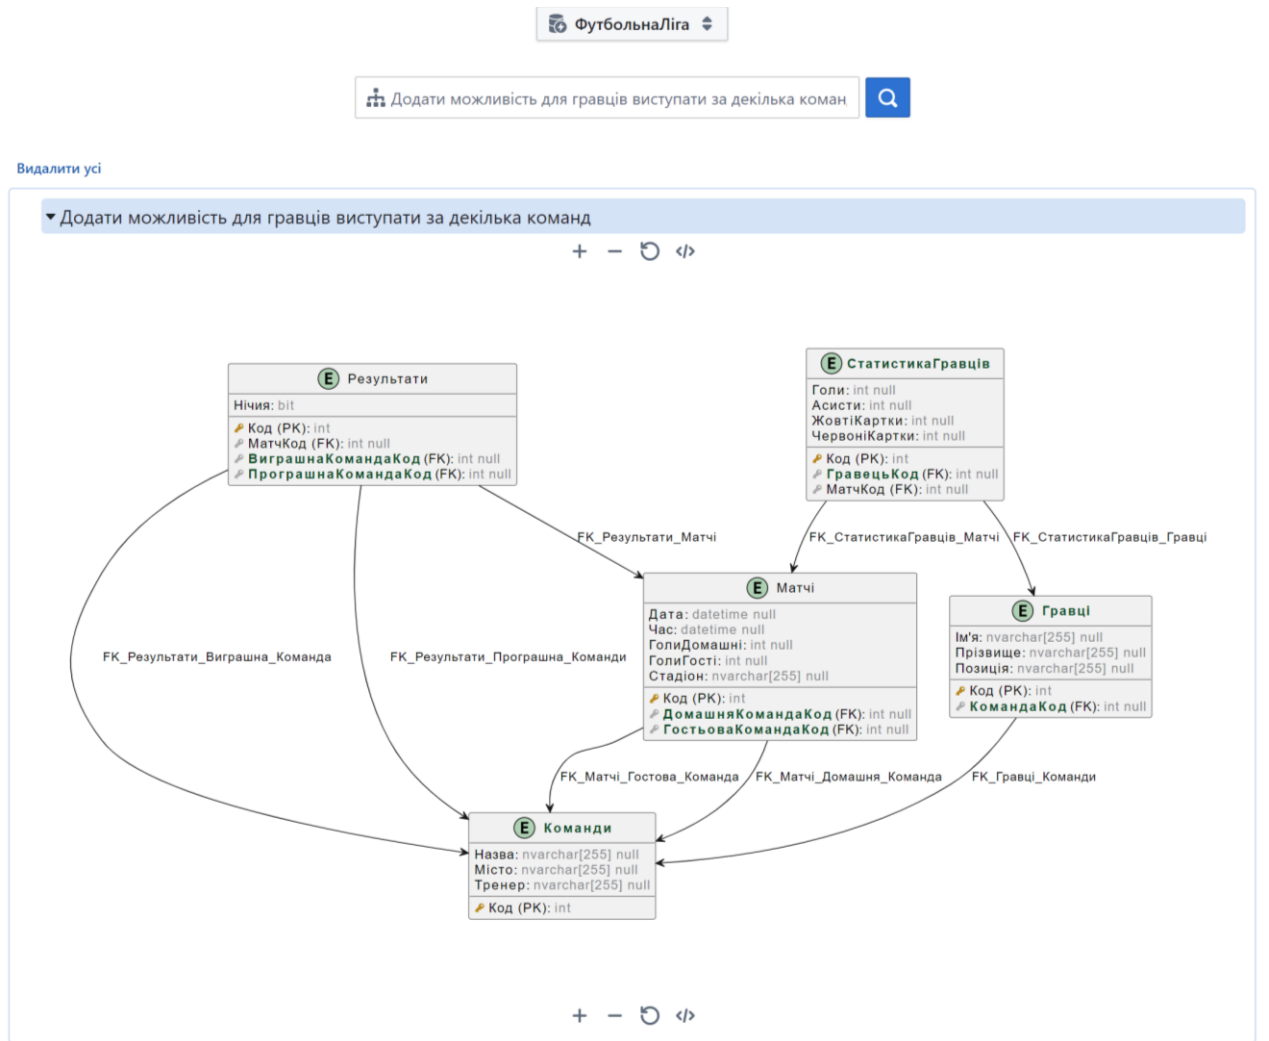 ФутбольнаЛіга
Додати можливість для гравців виступати за декілька коман
Видалити усі
Додати можливість для гравців виступати за декілька команд
E Результати
Нічия: bit
Код (PK): int
МатчКод (FK): int null
ВиграшнаКомандаКод (FK): int null
ПрограшнаКомандаКод (FK): int null
E СтатистикаГравців
Голи: int null
Асисти: int null
ЖовтіКартки: int null
ЧервоніКартки: int null
Код (PK): int
ГравецьКод (FK): int null
МатчКод (FK): int null
FK_Результати_Матчі
FK_СтатистикаГравців_Матчі
FK_СтатистикаГравців_Гравці
E Матчі
Дата: datetime null
Час: datetime null
ГолиДомашні: int null
ГолиГості: int null
Стадіон: nvarchar[255] null
Код (PK): int
ДомашняКомандаКод (FK): int null
ГостьоваКомандаКод (FK): int null
E Гравці
Ім'я: nvarchar[255] null
Прізвище: nvarchar[255] null
Позиція: nvarchar[255] null
Код (PK): int
КомандаКод (FK): int null
FK_Результати_Виграшна_Команда
FK_Результати_Програшна_Команди
FK_Матчі_Гостова_Команда
FK_Матчі_Домашня_Команда
FK_Гравці_Команди
E Команди
Назва: nvarchar[255] null
Місто: nvarchar[255] null
Тренер: nvarchar[255] null
Код (PK): int